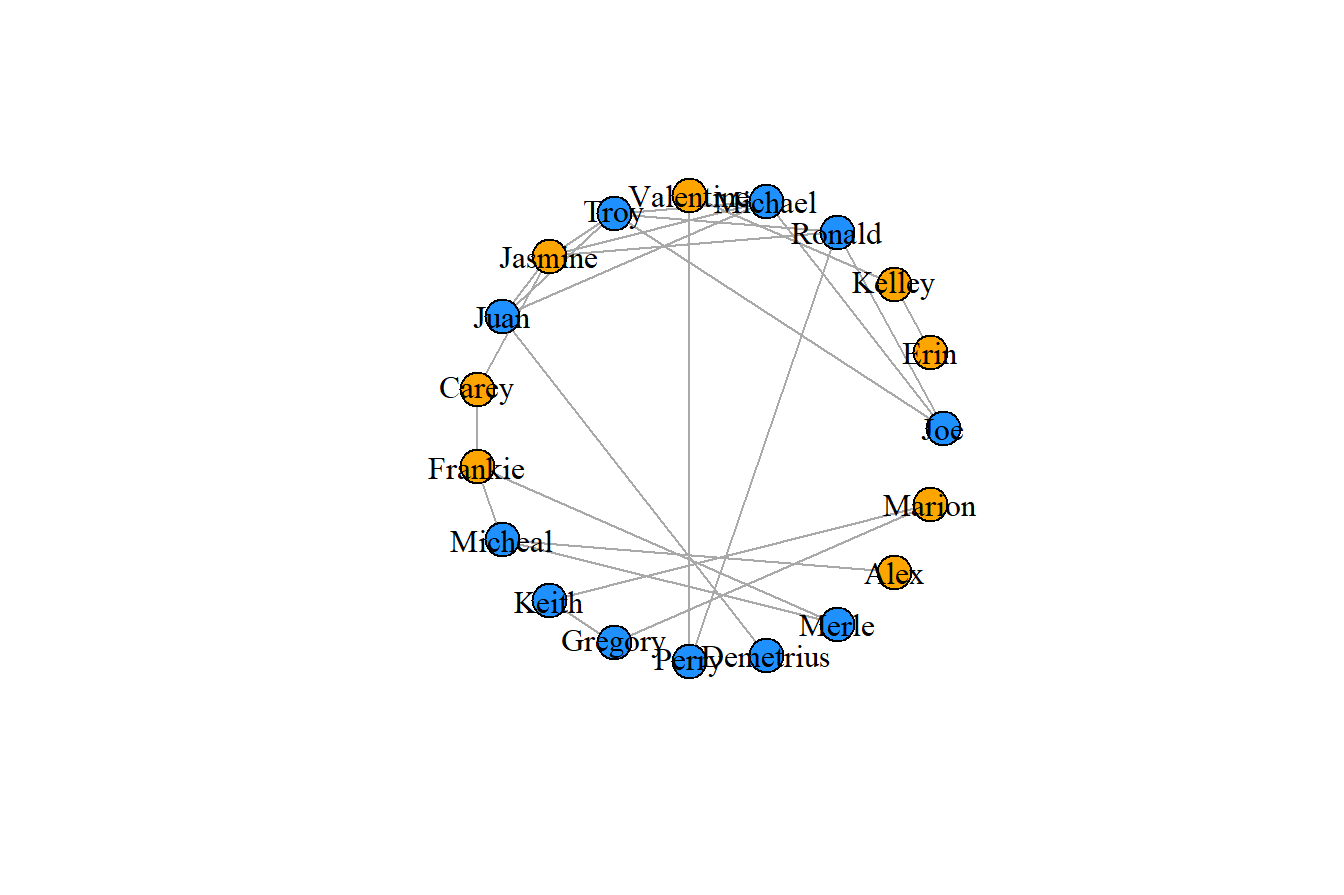 Valentine
Michael
Troy
Ronald
Jasmine
Kelley
Juan
Erin
Carey
Joe
Frankie
Marion
Micheal
Alex
Keith
Merle
Gregory
Perry
Demetrius